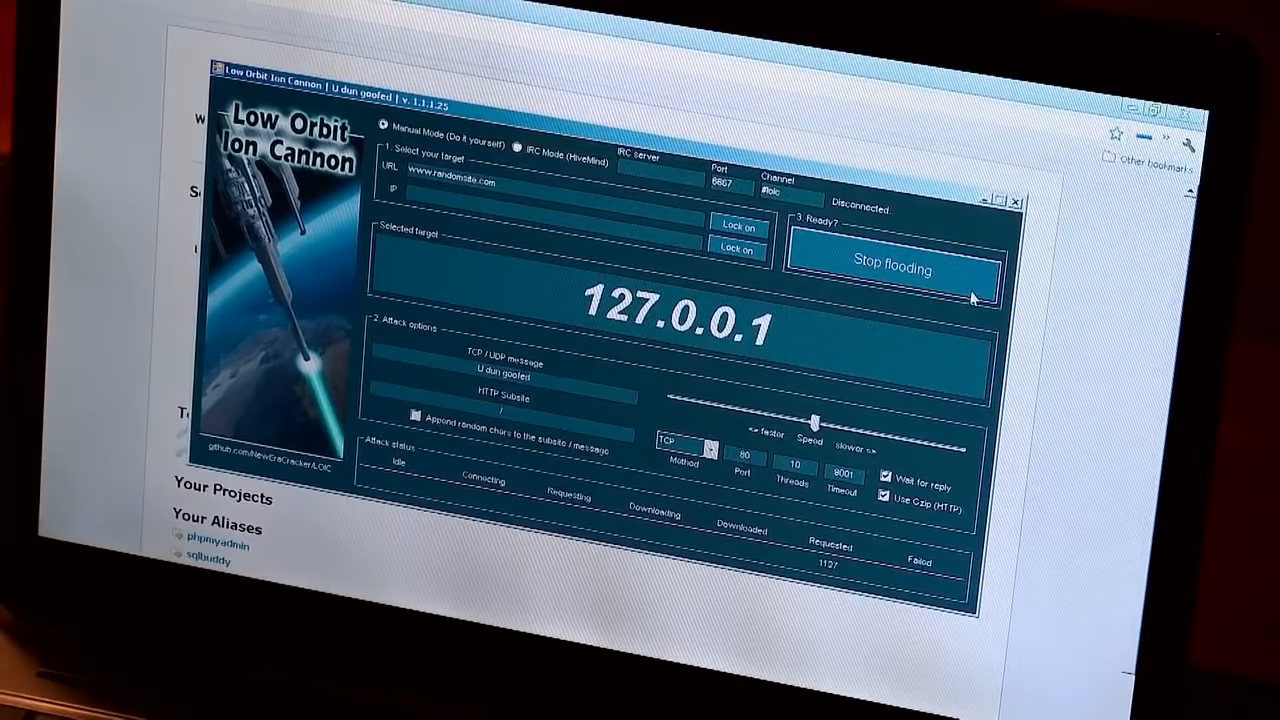 Low Orbit Ion Cannon | U dun goofed | v. 1.1.1.25
Low Orbit
Ion Cannon
Manual Mode (Do it yourself)
IRC Mode (HiveMind)
IRC server
Port
6667
Channel
#loic
Disconnected.
1. Select your target
URL
www.randomsite.com
Lock on
IP
Lock on
3. Ready?
Stop flooding
Selected target
127.0.0.1
2. Attack options
TCP / UDP message
U dun goofed
HTTP Subsite
/
Append random chars to the subsite / message
<= faster
Speed
slower =>
TCP
Method
80
Port
10
Threads
9001
Timeout
Wait for reply
Use Gzip (HTTP)
Attack status
Idle
Connecting
Requesting
Downloading
Downloaded
Requested
Failed
1127
github.com/NewEraCracker/LOIC
Other bookmarks
Your Projects
Your Aliases
phpmyadmin
sqlbuddy